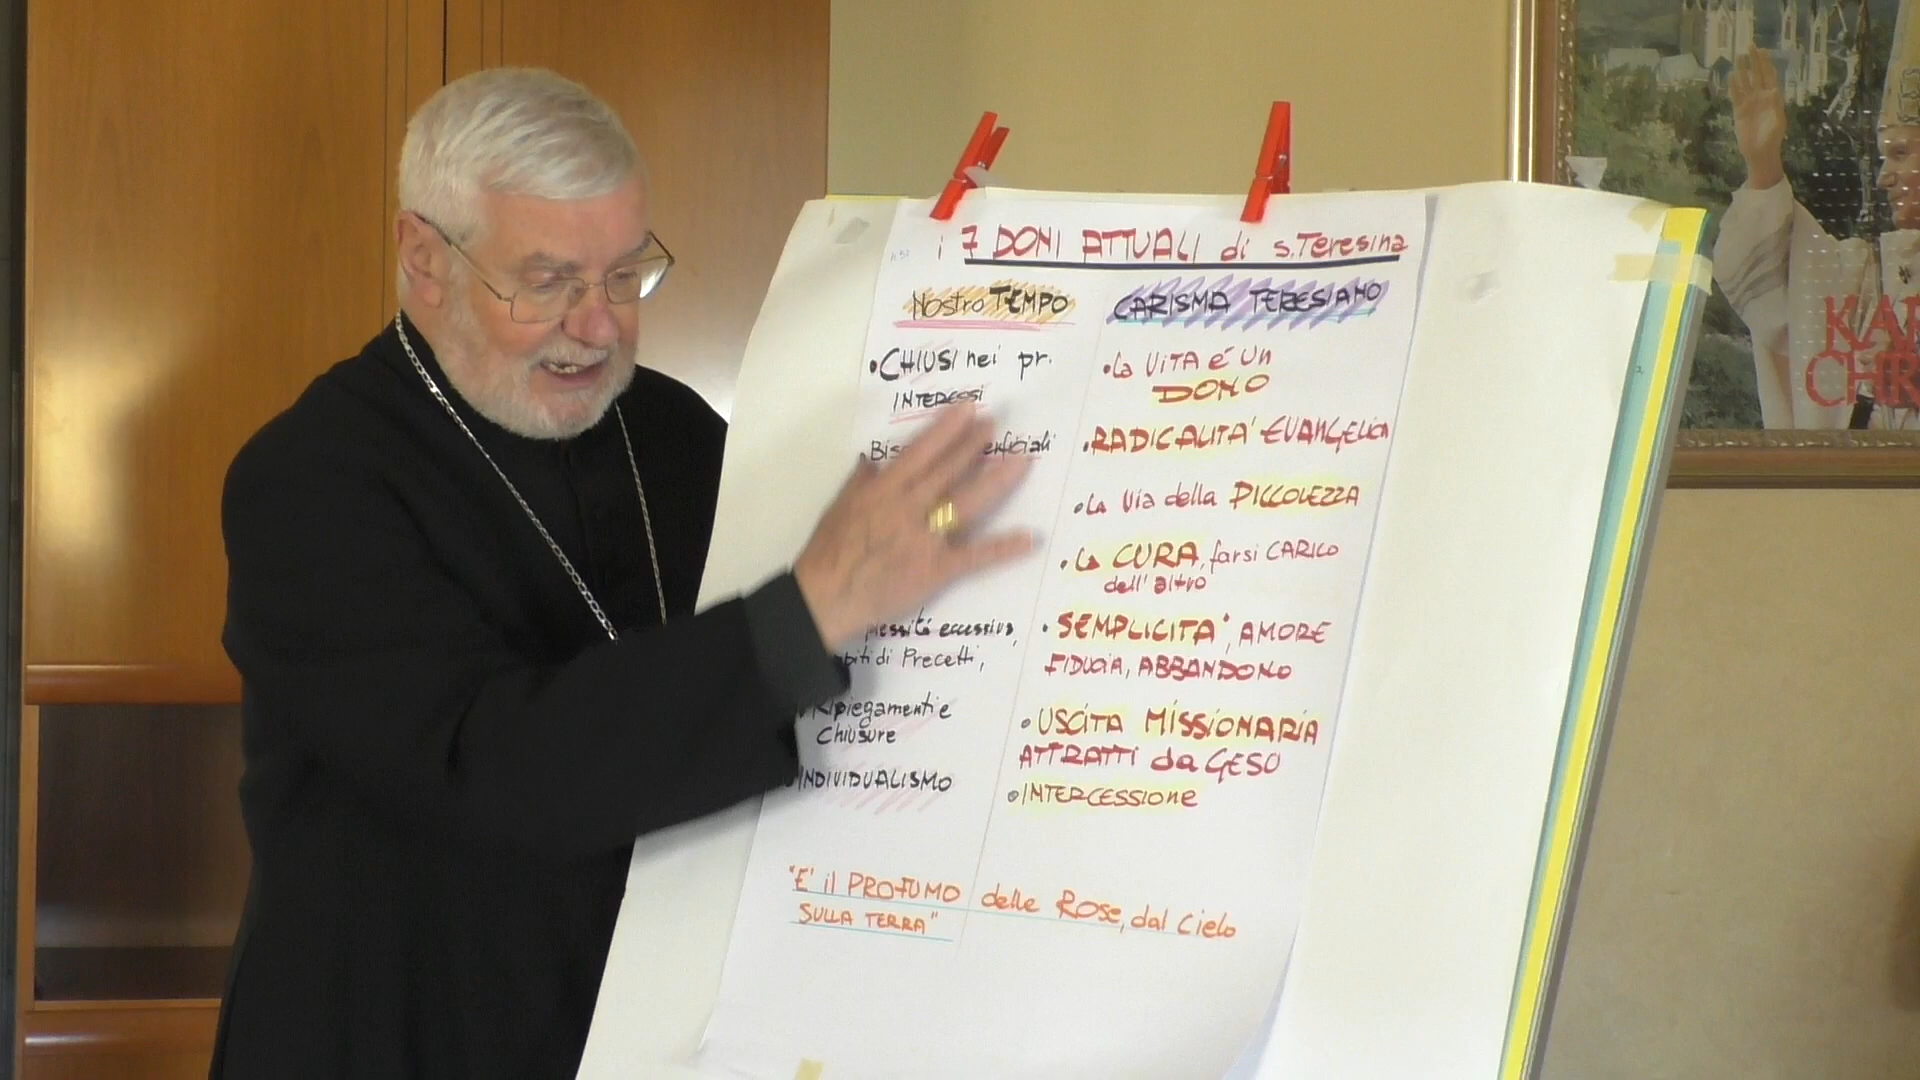 i 7 DONI ATTUALI di S.Teresina
Nostro TEMPO
CARISMA TERESIANO
• CHIUSI nei pr.
INTERESSI
• La VITA è UN
DONO
• RADICALITA' EVANGELICA
• La Via della PICCOLEZZA
• La CURA, farsi CARICO
dell'altro
eccessiva,
di Precetti,
• SEMPLICITA', AMORE
FIDUCIA, ABBANDONO
Ripiegamenti e
Chiusure
• USCITA MISSIONARIA
ATTRATTI da GESÙ
INDIVIDUALISMO
• INTERCESSIONE
"E' il PROFUMO delle Rose, dal Cielo
SULLA TERRA"